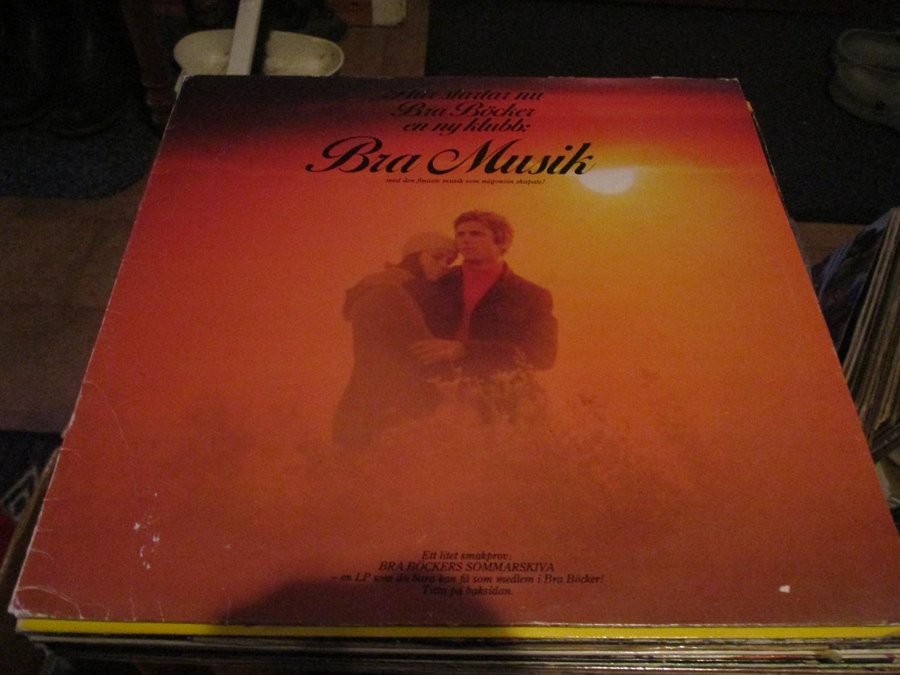 Här startar nu
Bra Böcker
en ny klubb:
Bra Musik
med den finaste musik som någonsin skapats!
Ett litet smakprov:
BRA BÖCKERS SOMMARSKIVA
– en LP som du bara kan få som medlem i Bra Böcker!
Titta på baksidan.